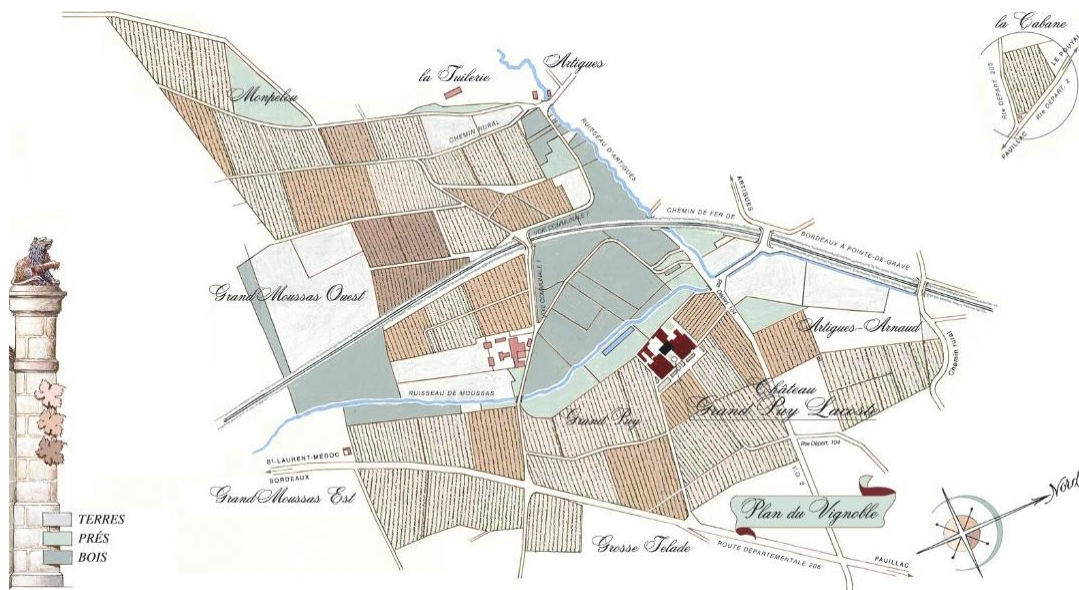 la Cabane
LE POUYALET
Rte DÉPART. 205
Rte DÉPART. 2
PAUILLAC
Artigues
la Tuilerie
Monpelou
CHEMIN RURAL
RUISSEAU D'ARTIGUES
ARTIGUES
CHEMIN DE FER DE
BORDEAUX À POINTE-DE-GRAVE
VOIE COMMUNALE 7
VOIE COMMUNALE 7
Grand Moussas Ouest
Artigues-Arnaud
Chemin rural
RUISSEAU DE MOUSSAS
Château
Grand Puy Lacoste
Grand Puy
Rte Départ. 104
St-LAURENT-MÉDOC
BORDEAUX
Grand Moussas Est
Plan du Vignoble
Nord
Grosse Telade
ROUTE DÉPARTEMENTALE 206
PAUILLAC
TERRES
PRÉS
BOIS